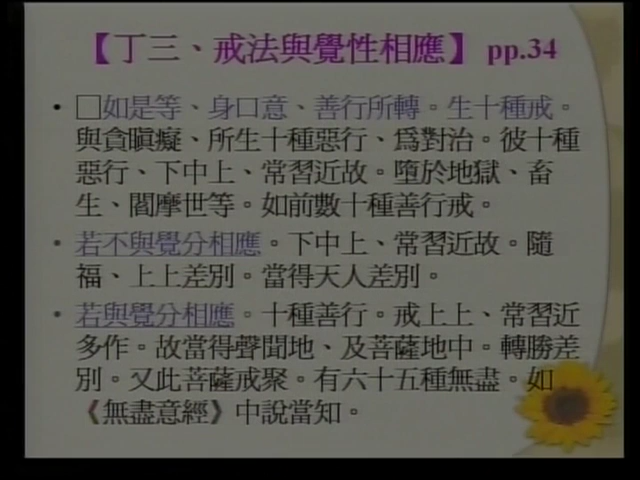 【丁三、戒法與覺性相應】 pp.34
• □如是等、身口意、善行所轉。生十種戒。
與貪瞋癡、所生十種惡行、爲對治。彼十種
惡行、下中上、常習近故。墮於地獄、畜
生、閻摩世等。如前數十種善行戒。
• 若不與覺分相應。下中上、常習近故。隨
福、上上差別。當得天人差別。
• 若與覺分相應。十種善行。戒上上、常習近
多作。故當得聲聞地、及菩薩地中。轉勝差
別。又此菩薩戒聚。有六十五種無盡。如
《無盡意經》中說當知。